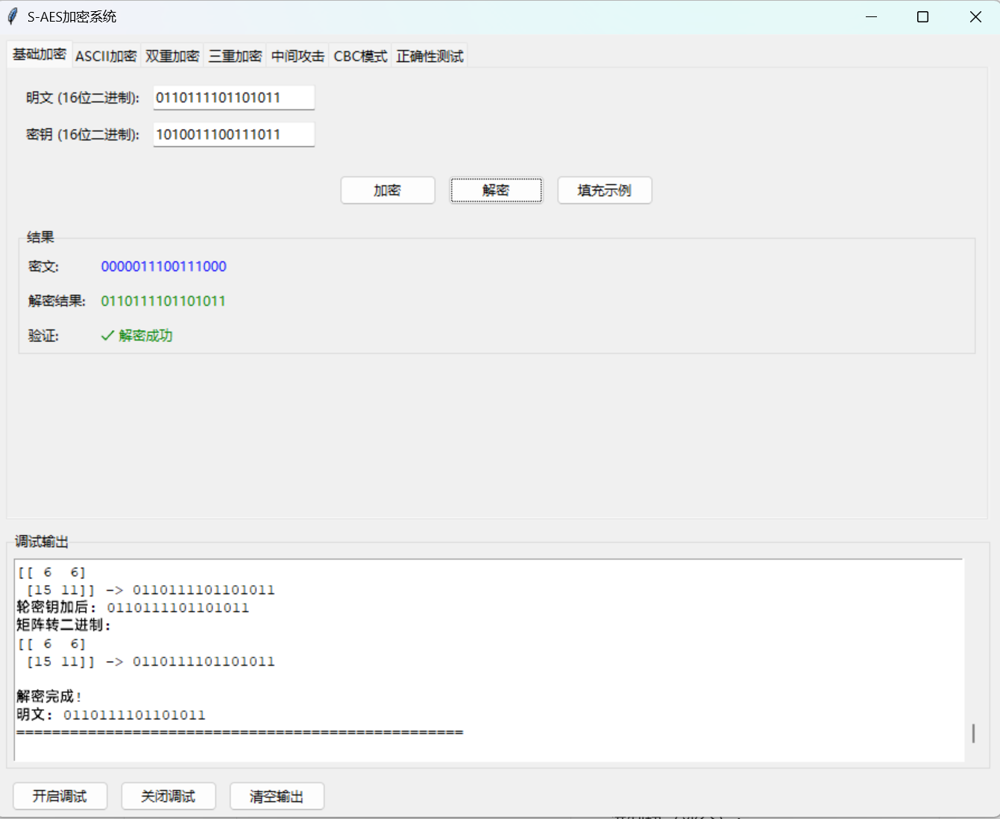 S-AES加密系统
基础加密 ASCII加密 双重加密 三重加密 中间攻击 CBC模式 正确性测试
明文 (16位二进制): 0110111101101011
密钥 (16位二进制): 1010011100111011
加密 解密 填充示例
结果
密文: 0000011100111000
解密结果: 0110111101101011
验证: ✓ 解密成功
调试输出
[[ 6  6]
[15 11]] -> 0110111101101011
轮密钥加后: 0110111101101011
矩阵转二进制:
[[ 6  6]
[15 11]] -> 0110111101101011
解密完成!
明文: 0110111101101011
==================================================
开启调试 关闭调试 清空输出